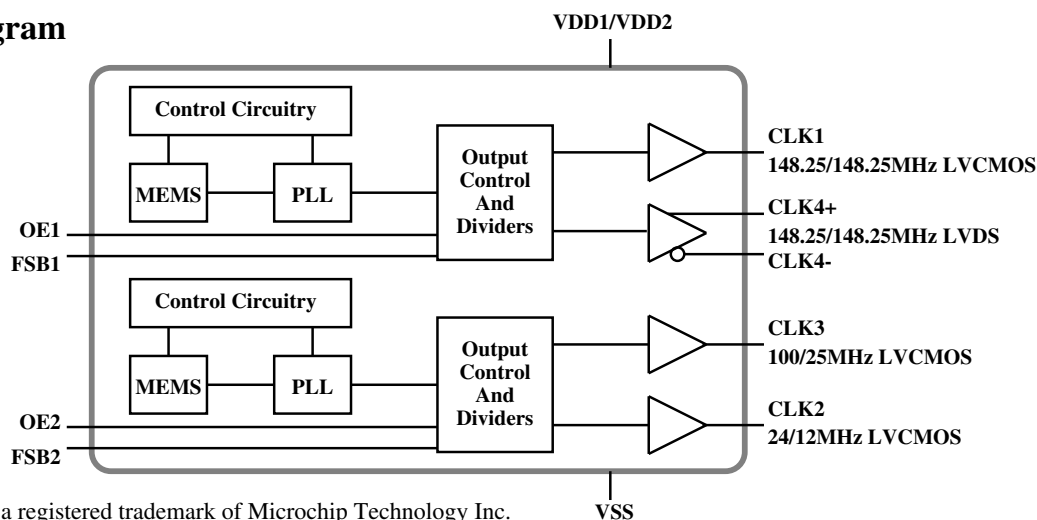 gram
VDD1/VDD2
Control Circuitry
MEMS
PLL
Output
Control
And
Dividers
OE1
FSB1
CLK1
148.25/148.25MHz LVCMOS
CLK4+
148.25/148.25MHz LVDS
CLK4-
Control Circuitry
MEMS
PLL
Output
Control
And
Dividers
OE2
FSB2
CLK3
100/25MHz LVCMOS
CLK2
24/12MHz LVCMOS
VSS
a registered trademark of Microchip Technology Inc.